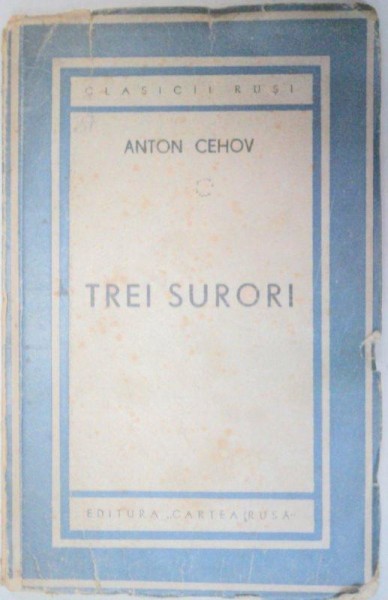 CLASICII RUȘI
ANTON CEHOV
TREI SURORI
EDITURA „CARTEA RUSĂ"